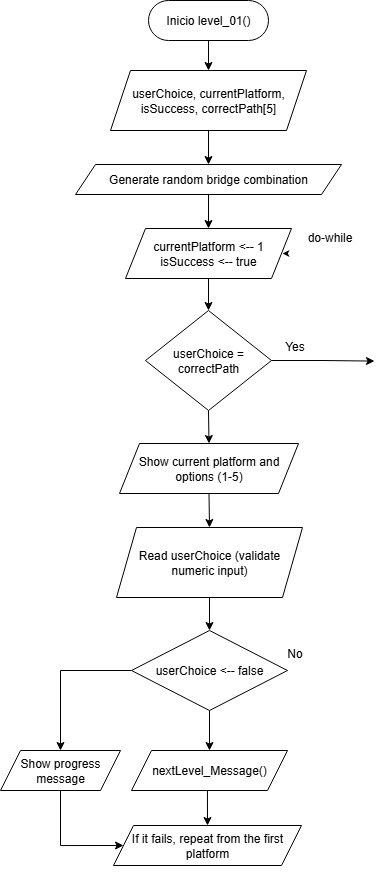 Inicio level_01()
userChoice, currentPlatform,
isSuccess, correctPath[5]
Generate random bridge combination
currentPlatform <-- 1
isSuccess <-- true
do-while
userChoice =
correctPath
Yes
Show current platform and
options (1-5)
Read userChoice (validate
numeric input)
userChoice <-- false
No
Show progress
message
nextLevel_Message()
If it fails, repeat from the first
platform